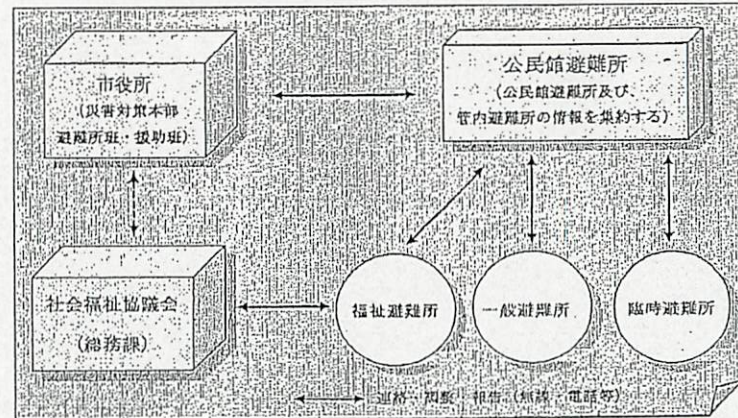 市役所
(災害対策本部
避難所班・援助班)
公民館避難所
(公民館避難所及び、
管内避難所の情報を集約する)
社会福祉協議会
(総務課)
福祉避難所
一般避難所
臨時避難所
連絡・調整・報告(無線・電話等)